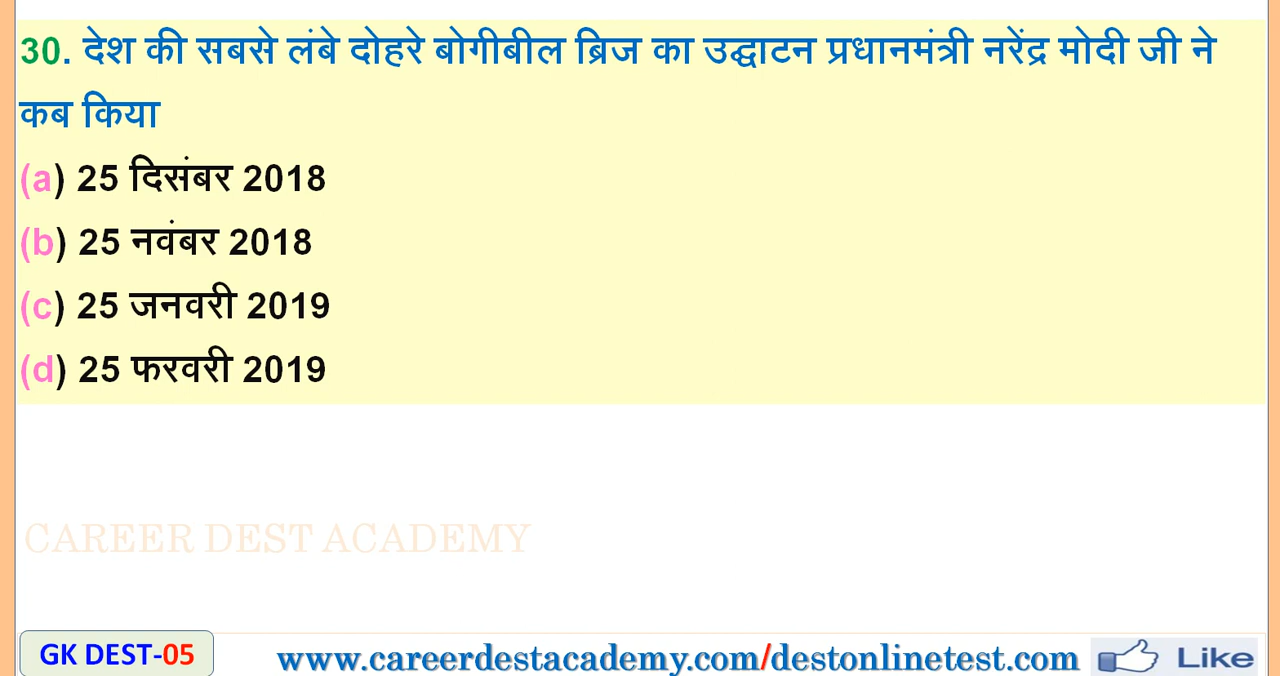 30. देश की सबसे लंबे दोहरे बोगीबील ब्रिज का उद्घाटन प्रधानमंत्री नरेंद्र मोदी जी ने
कब किया
(a) 25 दिसंबर 2018
(b) 25 नवंबर 2018
(c) 25 जनवरी 2019
(d) 25 फरवरी 2019
CAREER DEST ACADEMY
GK DEST-05
www.careerdestacademy.com/destonlinetest.com
Like